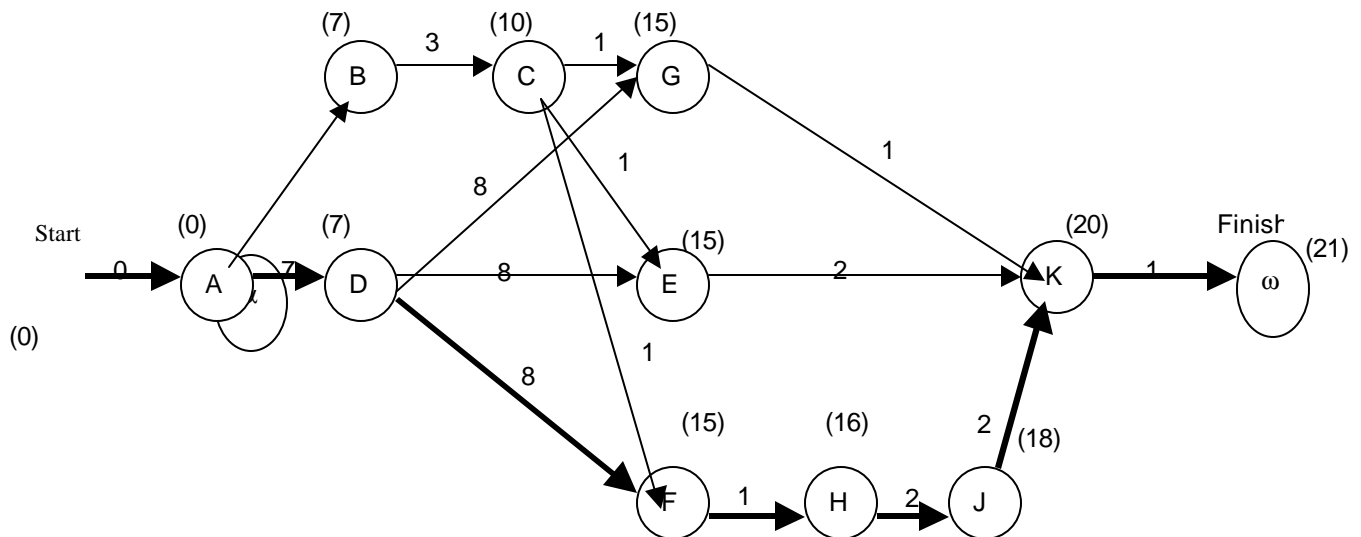 (7) (10) (15)
B 3 C 1 G
1
1
8
Start (0) (7) (15) (20) Finish (21)
0 A 7 D 8 E 2 K 1 ω
(0)
1
8
(15) (16) 2 (18)
F 1 H 2 J